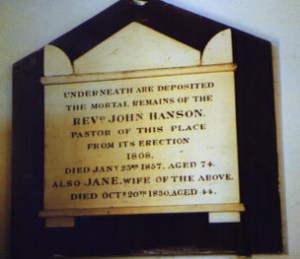 UNDERNEATH ARE DEPOSITED
THE MORTAL REMAINS OF THE
REVD JOHN HANSON.
PASTOR OF THIS PLACE
FROM ITS ERECTION
1808.
DIED JANY 23RD 1857, AGED 74.
ALSO JANE, WIFE OF THE ABOVE,
DIED OCTR 20TH 1830, AGED 44.